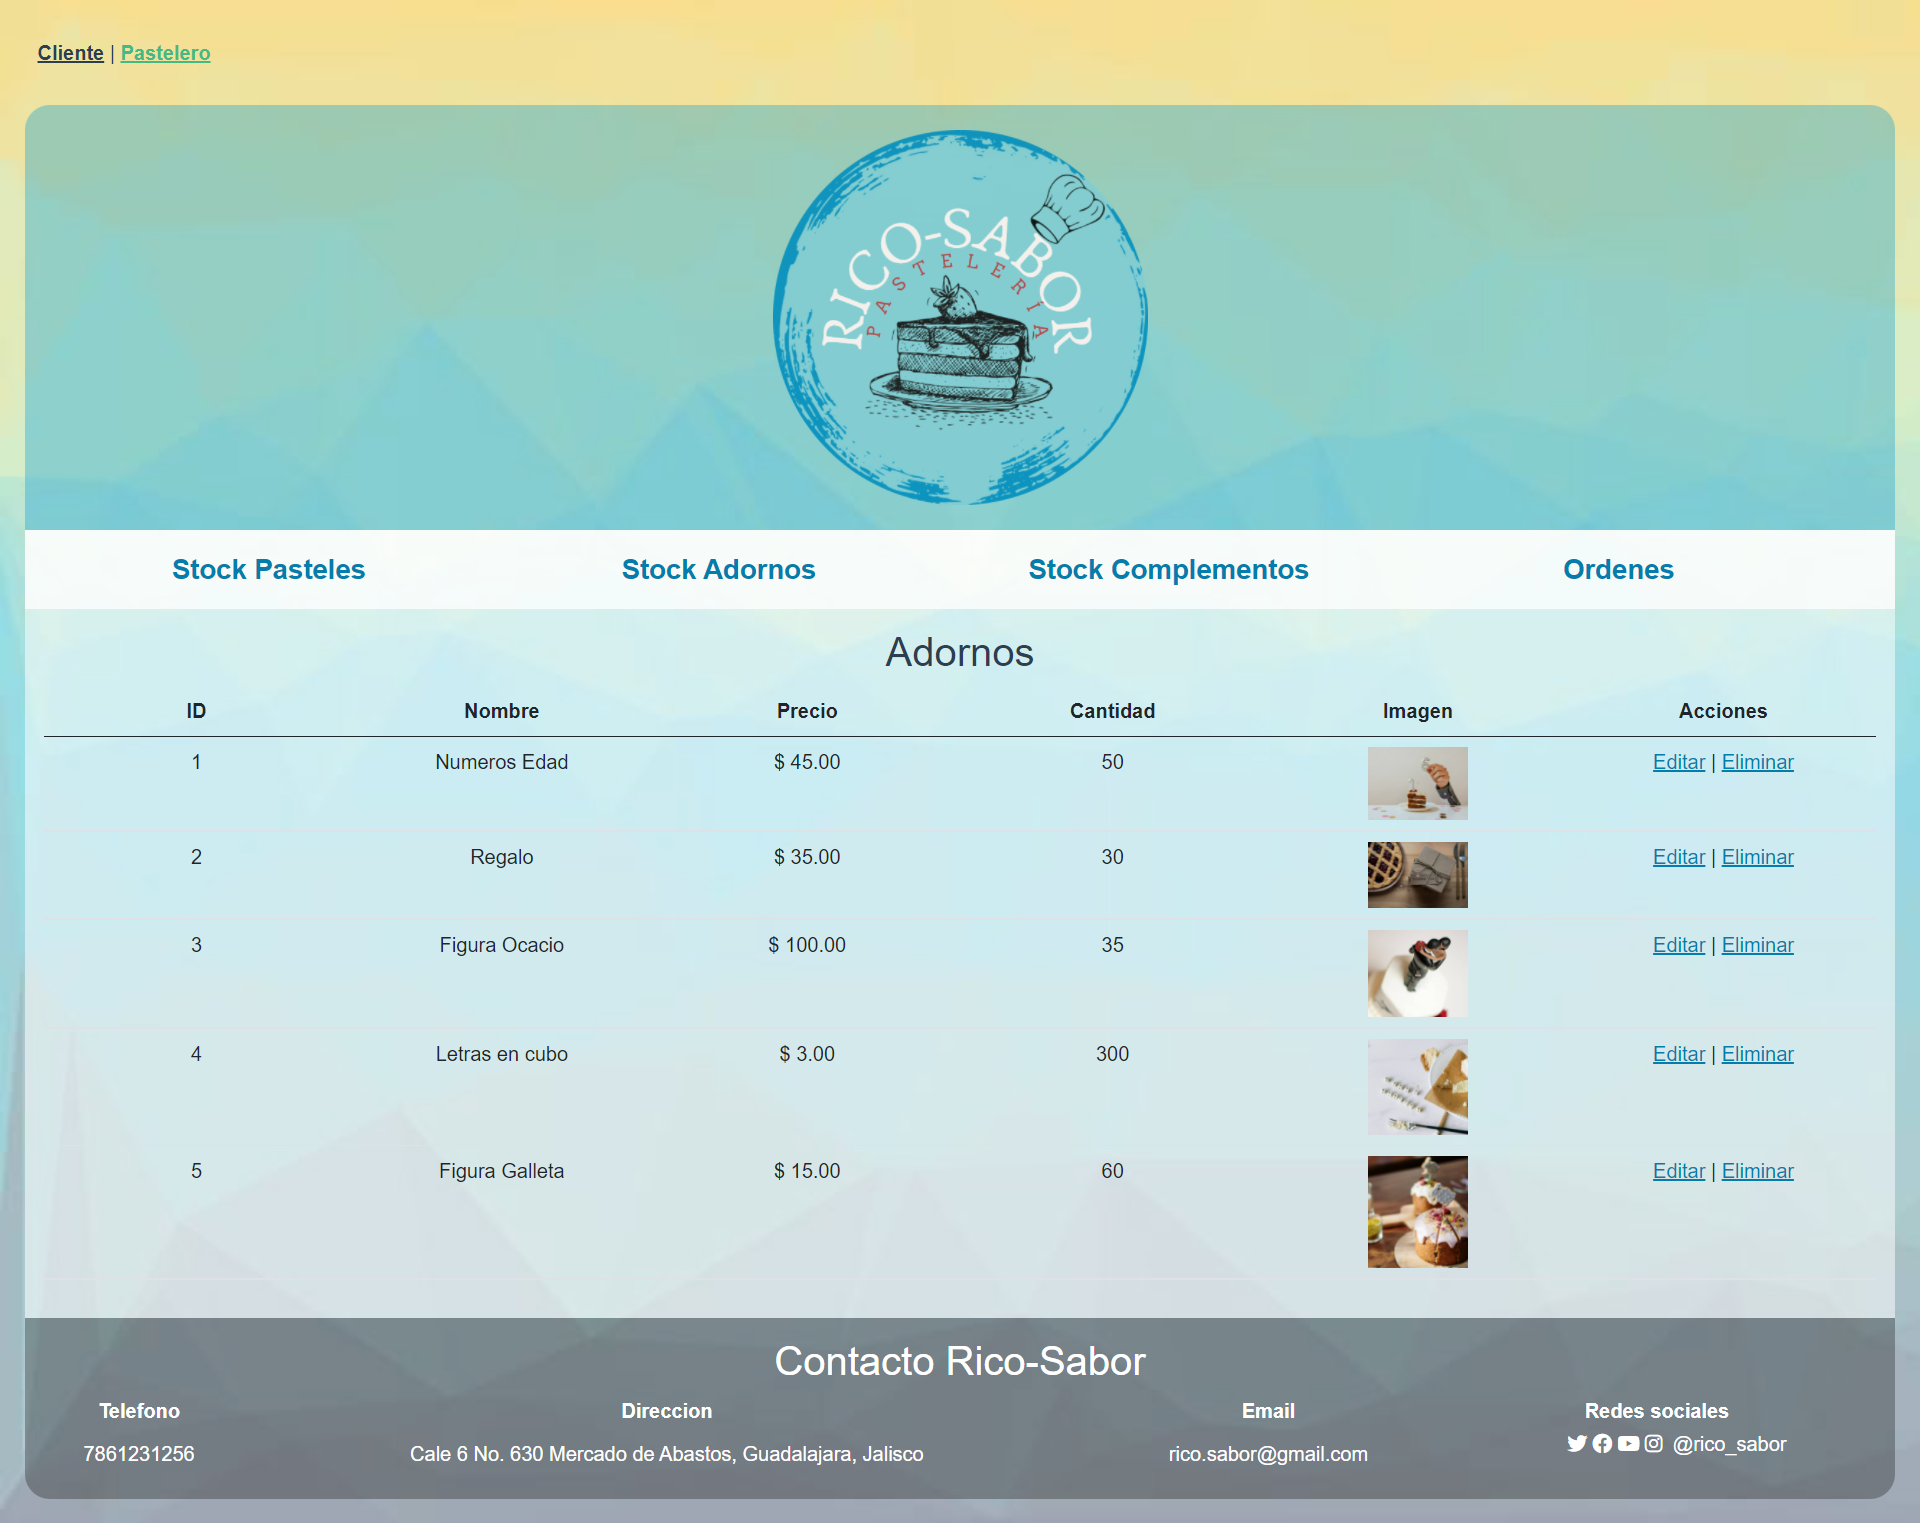 Cliente | Pastelero
RICO-SABOR
PASTELERÍA
Stock Pasteles Stock Adornos Stock Complementos Ordenes
Adornos
ID Nombre Precio Cantidad Imagen Acciones
1 Numeros Edad $ 45.00 50 Editar | Eliminar
2 Regalo $ 35.00 30 Editar | Eliminar
3 Figura Ocacio $ 100.00 35 Editar | Eliminar
4 Letras en cubo $ 3.00 300 Editar | Eliminar
5 Figura Galleta $ 15.00 60 Editar | Eliminar
Contacto Rico-Sabor
Telefono Direccion Email Redes sociales
7861231256 Cale 6 No. 630 Mercado de Abastos, Guadalajara, Jalisco rico.sabor@gmail.com @rico_sabor